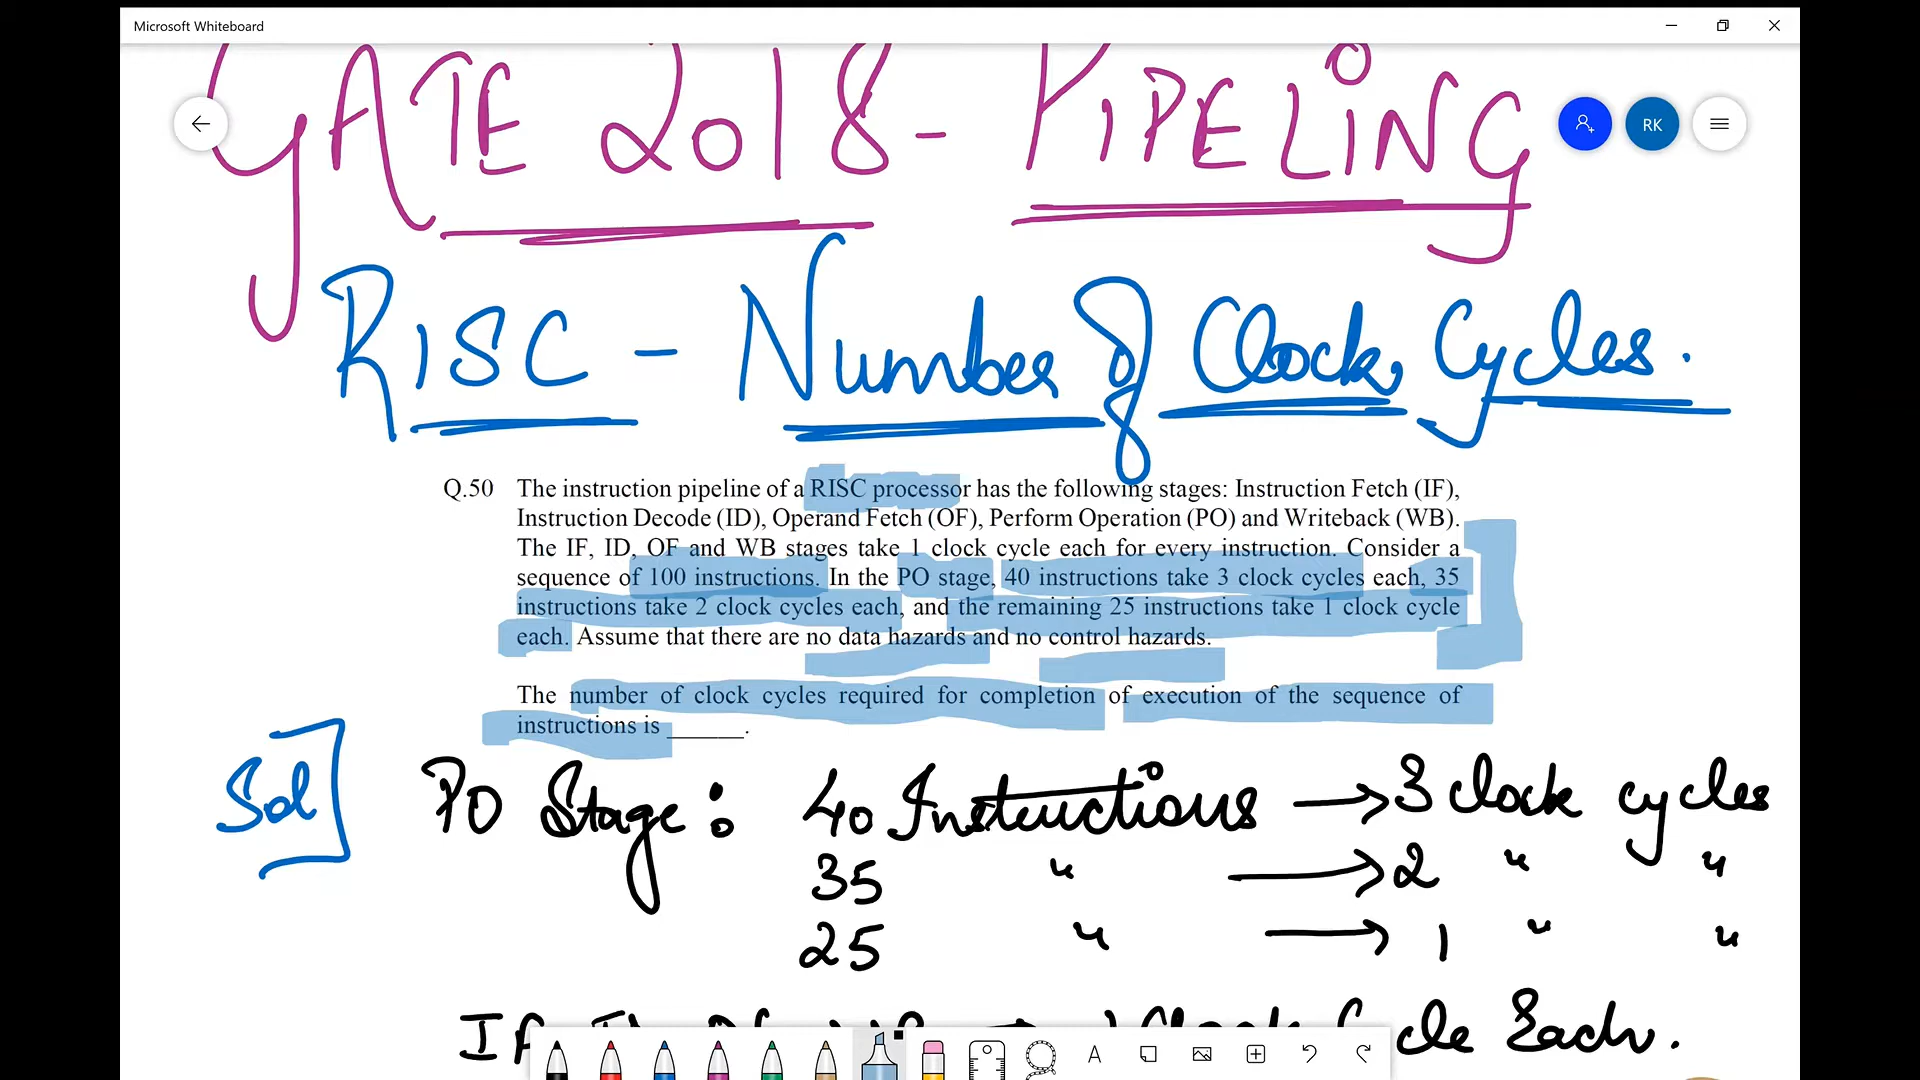 Microsoft Whiteboard
GATE 2018 - PIPELING
RK
RISC - Number of Clock Cycles.
Q.50 The instruction pipeline of a RISC processor has the following stages: Instruction Fetch (IF),
Instruction Decode (ID), Operand Fetch (OF), Perform Operation (PO) and Writeback (WB).
The IF, ID, OF and WB stages take 1 clock cycle each for every instruction. Consider a
sequence of 100 instructions. In the PO stage, 40 instructions take 3 clock cycles each, 35
instructions take 2 clock cycles each, and the remaining 25 instructions take 1 clock cycle
each. Assume that there are no data hazards and no control hazards.
The number of clock cycles required for completion of execution of the sequence of
instructions is ______.
Sol] PO Stage : 40 Instructions → 3 clock cycles
35 " → 2 " "
25 " → 1 " "
IF Clock Cycle Each.
A